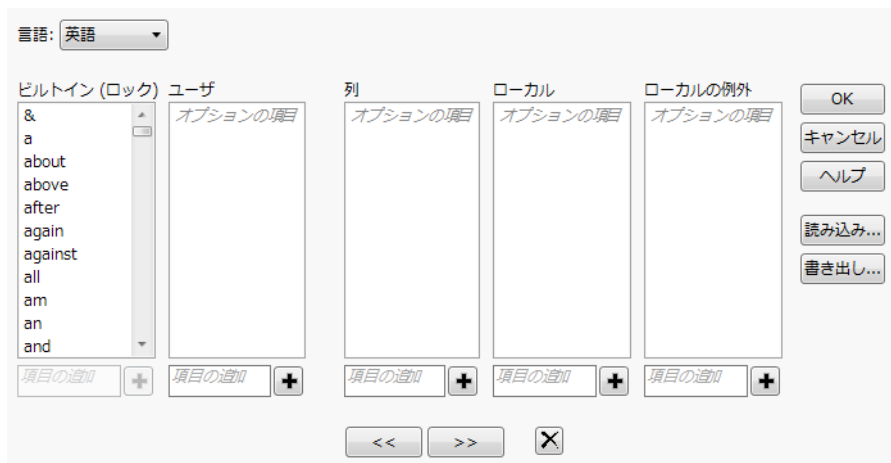 言語: 英語
ビルトイン (ロック) ユーザ 列 ローカル ローカルの例外
& オプションの項目 オプションの項目 オプションの項目 オプションの項目
a
about
above
after
again
against
all
am
an
and
項目の追加 項目の追加 項目の追加 項目の追加 項目の追加
<< >>
OK
キャンセル
ヘルプ
読み込み...
書き出し...